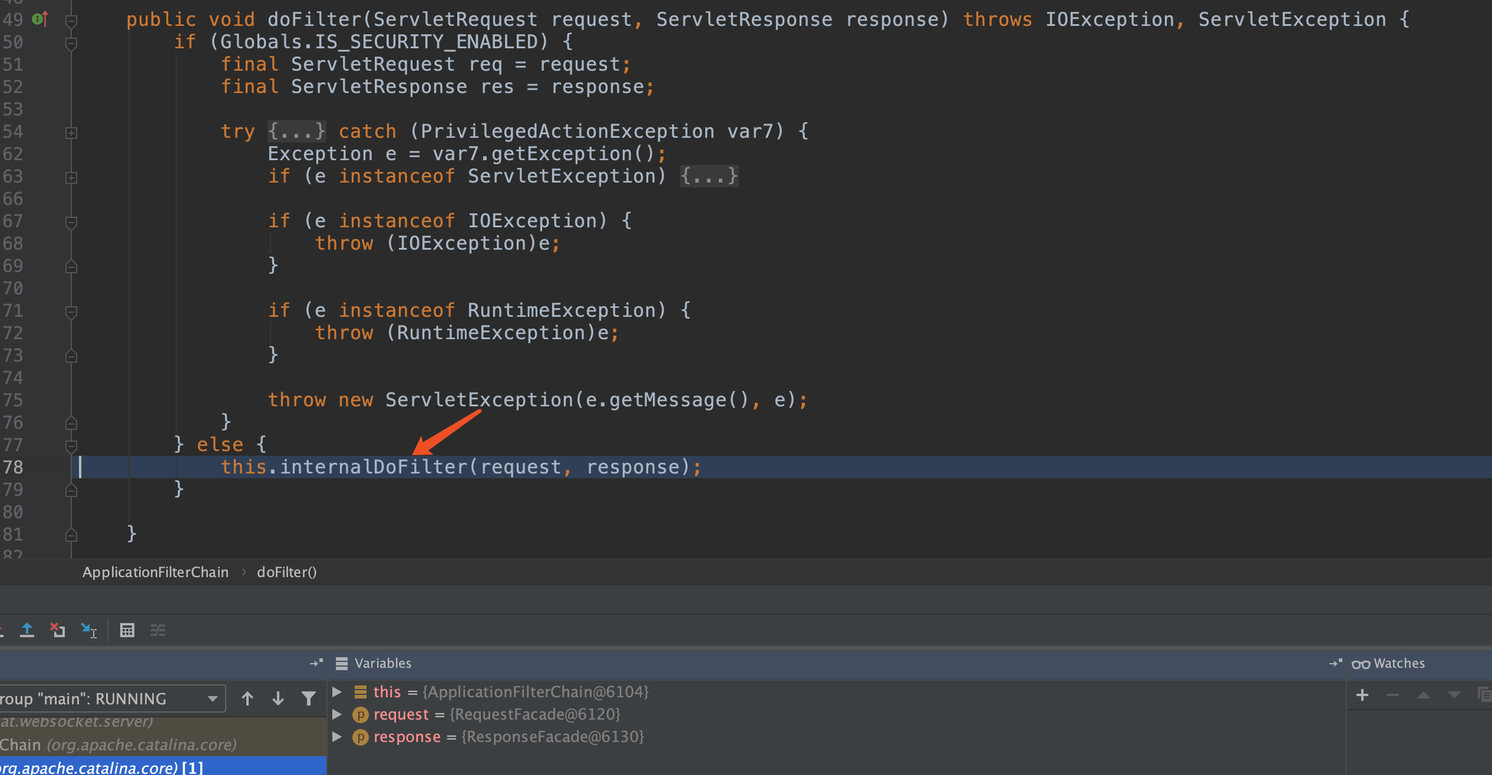 49 public void doFilter(ServletRequest request, ServletResponse response) throws IOException, ServletException {
50 if (Globals.IS_SECURITY_ENABLED) {
51 final ServletRequest req = request;
52 final ServletResponse res = response;
53
54 try {...} catch (PrivilegedActionException var7) {
62 Exception e = var7.getException();
63 if (e instanceof ServletException) {...}
66
67 if (e instanceof IOException) {
68 throw (IOException)e;
69 }
70
71 if (e instanceof RuntimeException) {
72 throw (RuntimeException)e;
73 }
74
75 throw new ServletException(e.getMessage(), e);
76 }
77 } else {
78 this.internalDoFilter(request, response);
79 }
80
81 }
82
ApplicationFilterChain › doFilter()
Variables
Watches
roup "main": RUNNING
at.websocket.server)
Chain (org.apache.catalina.core)
org.apache.catalina.core) [1]
this = {ApplicationFilterChain@6104}
p request = {RequestFacade@6120}
p response = {ResponseFacade@6130}